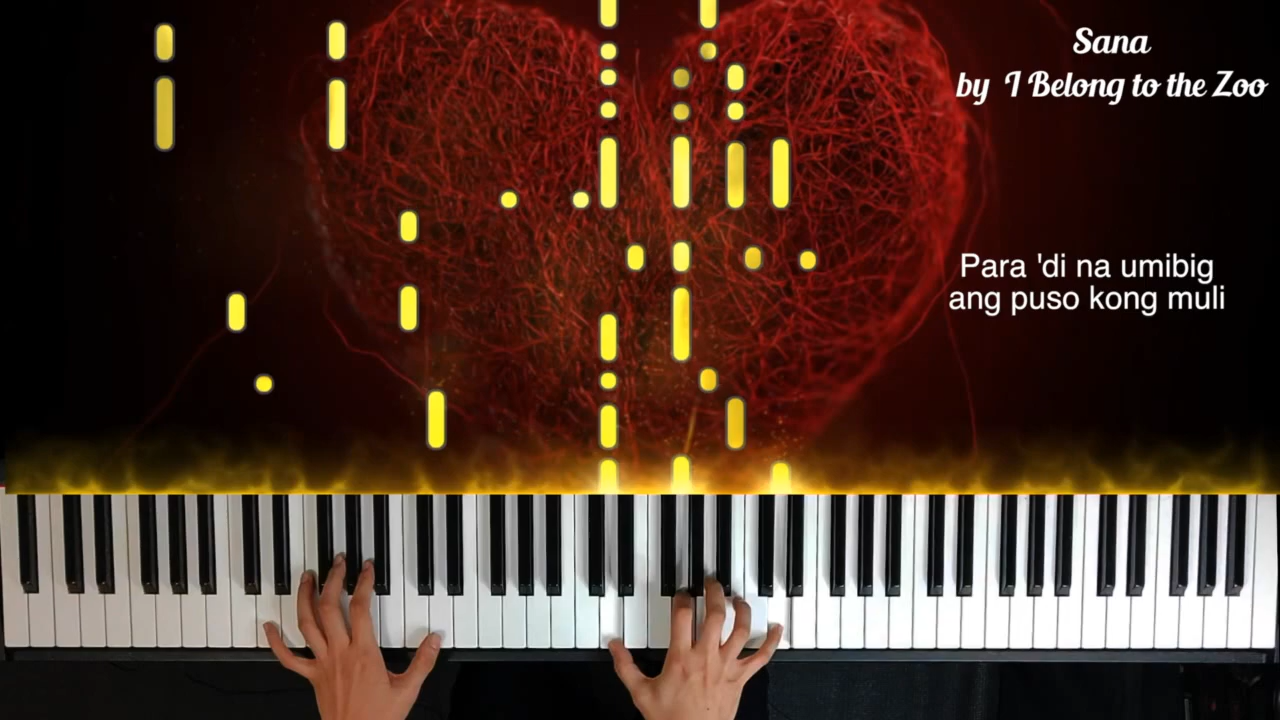 Sana
by I Belong to the Zoo
Para 'di na umibig
ang puso kong muli